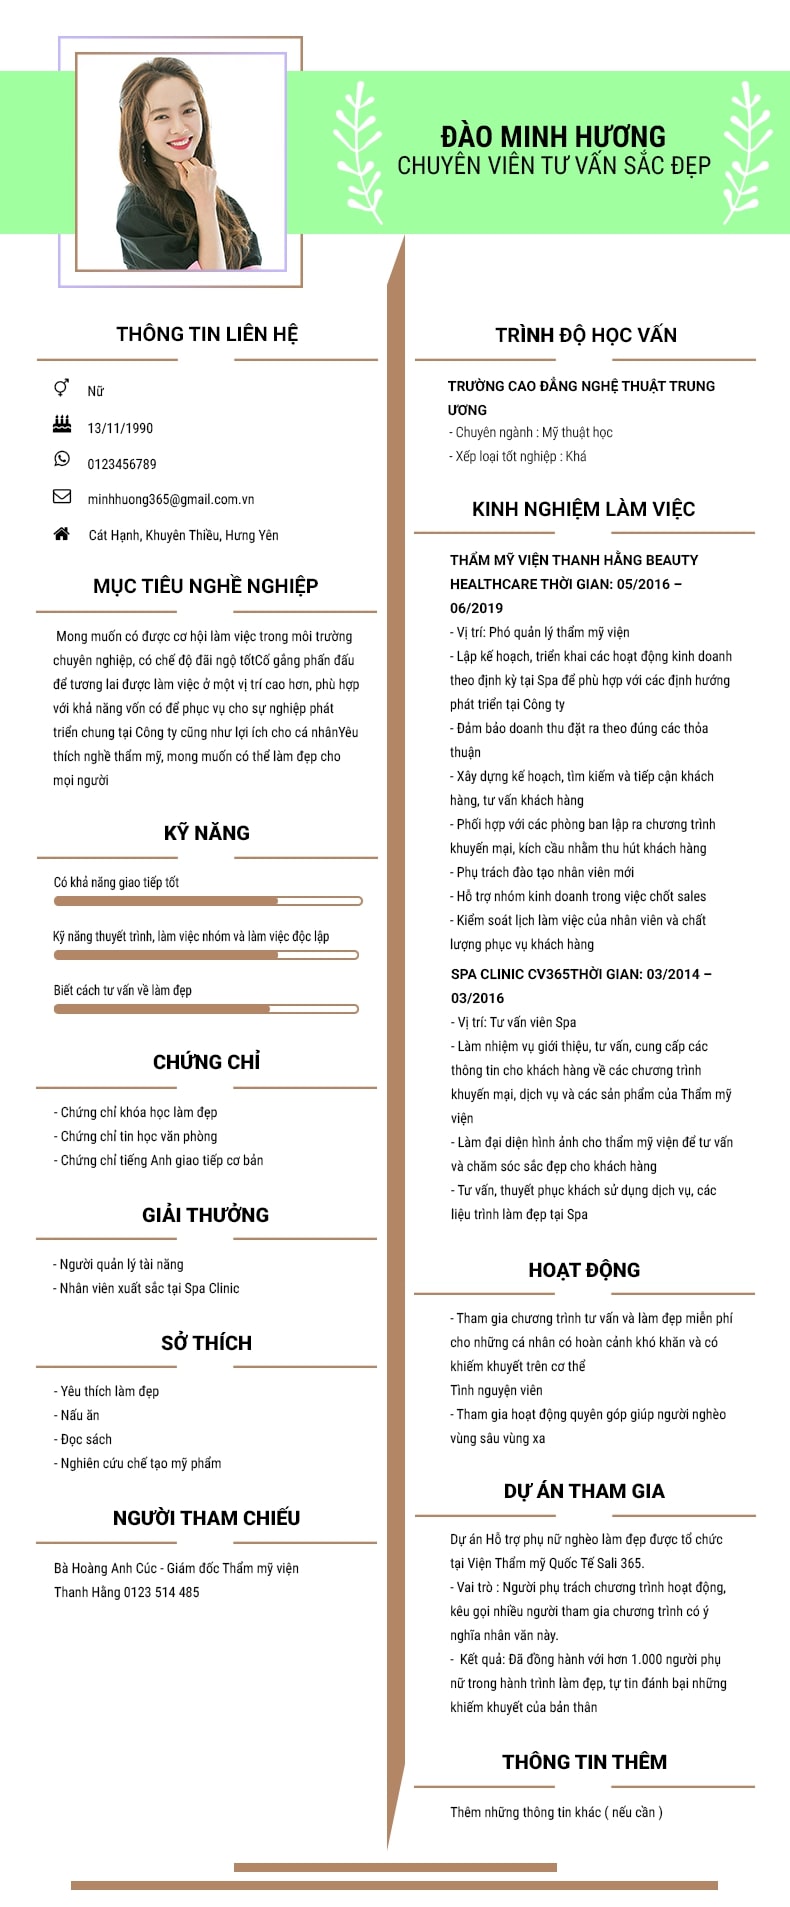 ĐÀO MINH HƯƠNG
CHUYÊN VIÊN TƯ VẤN SẮC ĐẸP
THÔNG TIN LIÊN HỆ
Nữ
13/11/1990
0123456789
minhhuong365@gmail.com.vn
Cát Hạnh, Khuyên Thiều, Hưng Yên
MỤC TIÊU NGHỀ NGHIỆP
Mong muốn có được cơ hội làm việc trong môi trường
chuyên nghiệp, có chế độ đãi ngộ tốtCố gắng phấn đấu
để tương lai được làm việc ở một vị trí cao hơn, phù hợp
với khả năng vốn có để phục vụ cho sự nghiệp phát
triển chung tại Công ty cũng như lợi ích cho cá nhânYêu
thích nghề thẩm mỹ, mong muốn có thể làm đẹp cho
mọi người
KỸ NĂNG
Có khả năng giao tiếp tốt
Kỹ năng thuyết trình, làm việc nhóm và làm việc độc lập
Biết cách tư vấn về làm đẹp
CHỨNG CHỈ
- Chứng chỉ khóa học làm đẹp
- Chứng chỉ tin học văn phòng
- Chứng chỉ tiếng Anh giao tiếp cơ bản
GIẢI THƯỞNG
- Người quản lý tài năng
- Nhân viên xuất sắc tại Spa Clinic
SỞ THÍCH
- Yêu thích làm đẹp
- Nấu ăn
- Đọc sách
- Nghiên cứu chế tạo mỹ phẩm
NGƯỜI THAM CHIẾU
Bà Hoàng Anh Cúc - Giám đốc Thẩm mỹ viện
Thanh Hằng 0123 514 485
TRÌNH ĐỘ HỌC VẤN
TRƯỜNG CAO ĐẲNG NGHỆ THUẬT TRUNG
ƯƠNG
- Chuyên ngành : Mỹ thuật học
- Xếp loại tốt nghiệp : Khá
KINH NGHIỆM LÀM VIỆC
THẨM MỸ VIỆN THANH HẰNG BEAUTY
HEALTHCARE THỜI GIAN: 05/2016 –
06/2019
- Vị trí: Phó quản lý thẩm mỹ viện
- Lập kế hoạch, triển khai các hoạt động kinh doanh
theo định kỳ tại Spa để phù hợp với các định hướng
phát triển tại Công ty
- Đảm bảo doanh thu đặt ra theo đúng các thỏa
thuận
- Xây dựng kế hoạch, tìm kiếm và tiếp cận khách
hàng, tư vấn khách hàng
- Phối hợp với các phòng ban lập ra chương trình
khuyến mại, kích cầu nhằm thu hút khách hàng
- Phụ trách đào tạo nhân viên mới
- Hỗ trợ nhóm kinh doanh trong việc chốt sales
- Kiểm soát lịch làm việc của nhân viên và chất
lượng phục vụ khách hàng
SPA CLINIC CV365THỜI GIAN: 03/2014 –
03/2016
- Vị trí: Tư vấn viên Spa
- Làm nhiệm vụ giới thiệu, tư vấn, cung cấp các
thông tin cho khách hàng về các chương trình
khuyến mại, dịch vụ và các sản phẩm của Thẩm mỹ
viện
- Làm đại diện hình ảnh cho thẩm mỹ viện để tư vấn
và chăm sóc sắc đẹp cho khách hàng
- Tư vấn, thuyết phục khách sử dụng dịch vụ, các
liệu trình làm đẹp tại Spa
HOẠT ĐỘNG
- Tham gia chương trình tư vấn và làm đẹp miễn phí
cho những cá nhân có hoàn cảnh khó khăn và có
khiếm khuyết trên cơ thể
Tình nguyện viên
- Tham gia hoạt động quyên góp giúp người nghèo
vùng sâu vùng xa
DỰ ÁN THAM GIA
Dự án Hỗ trợ phụ nữ nghèo làm đẹp được tổ chức
tại Viện Thẩm mỹ Quốc Tế Sali 365.
- Vai trò : Người phụ trách chương trình hoạt động,
kêu gọi nhiều người tham gia chương trình có ý
nghĩa nhân văn này.
- Kết quả: Đã đồng hành với hơn 1.000 người phụ
nữ trong hành trình làm đẹp, tự tin đánh bại những
khiếm khuyết của bản thân
THÔNG TIN THÊM
Thêm những thông tin khác ( nếu cần )